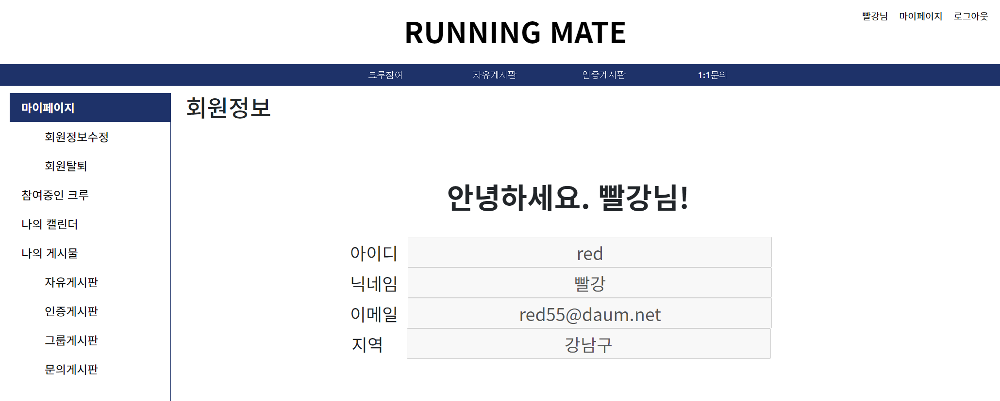 빨강님 마이페이지 로그아웃
RUNNING MATE
크루참여 자유게시판 인증게시판 1:1문의
마이페이지
회원정보수정
회원탈퇴
참여중인 크루
나의 캘린더
나의 게시물
자유게시판
인증게시판
그룹게시판
문의게시판
회원정보
안녕하세요. 빨강님!
아이디 red
닉네임 빨강
이메일 red55@daum.net
지역 강남구